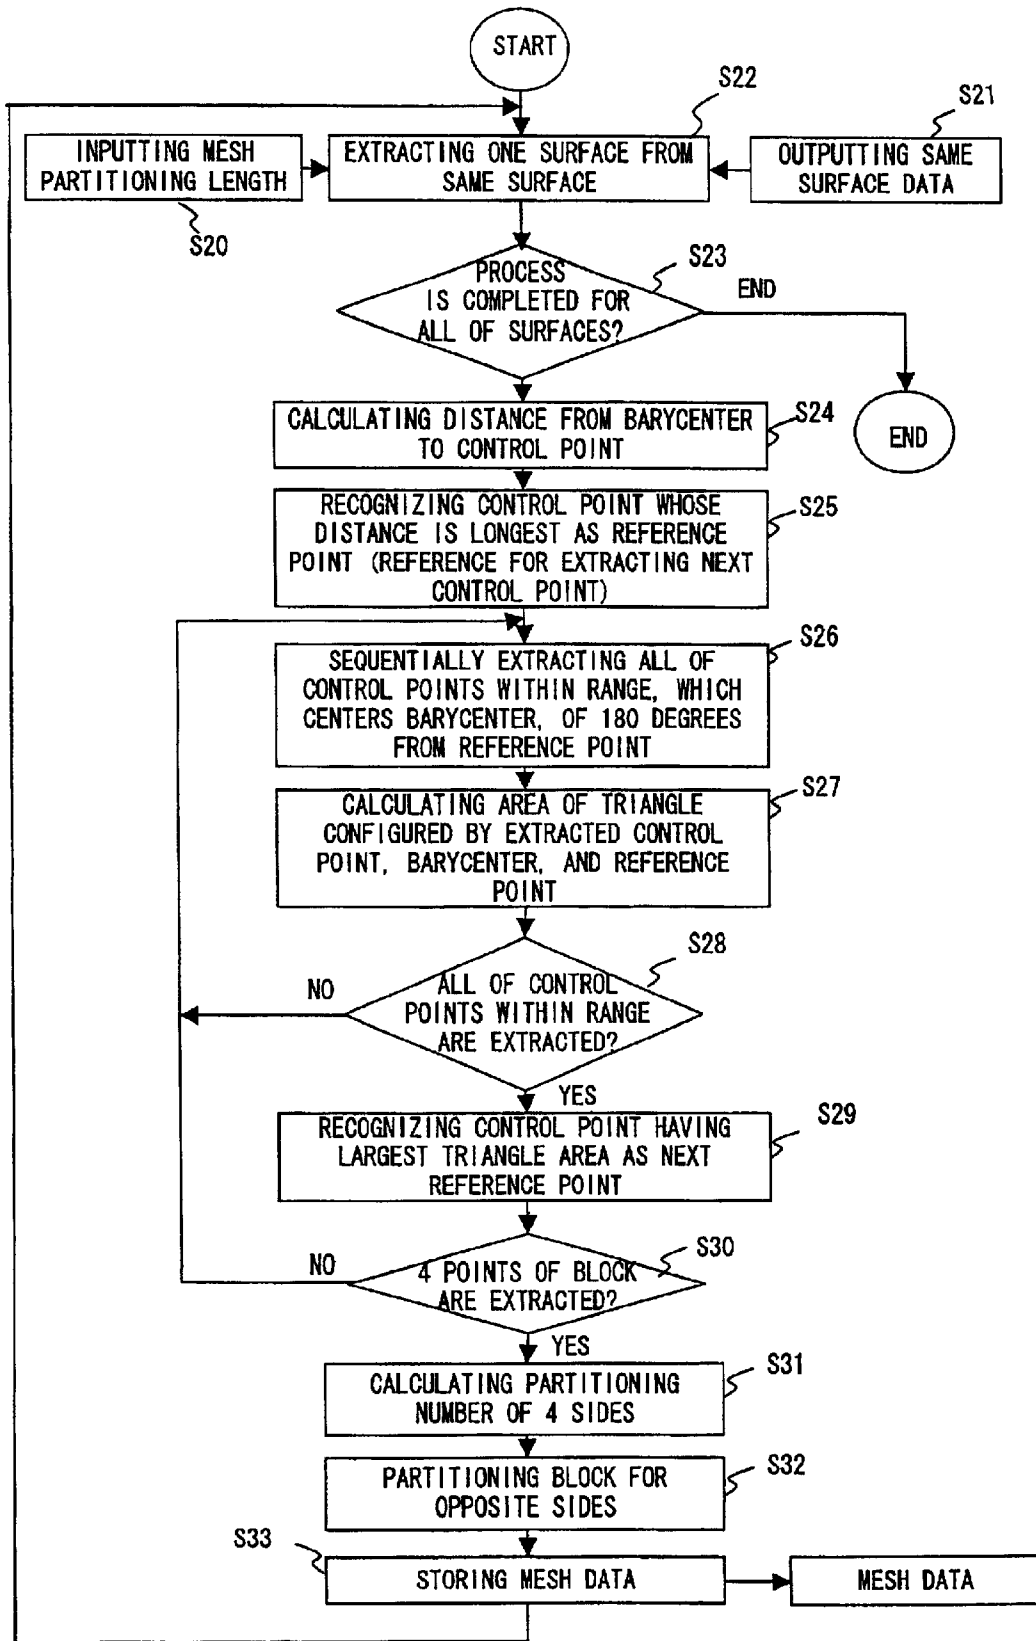 START
S22
S21
INPUTTING MESH
PARTITIONING LENGTH
EXTRACTING ONE SURFACE FROM
SAME SURFACE
OUTPUTTING SAME
SURFACE DATA
S20
S23
PROCESS
IS COMPLETED FOR
ALL OF SURFACES?
END
END
S24
CALCULATING DISTANCE FROM BARYCENTER
TO CONTROL POINT
S25
RECOGNIZING CONTROL POINT WHOSE
DISTANCE IS LONGEST AS REFERENCE
POINT (REFERENCE FOR EXTRACTING NEXT
CONTROL POINT)
S26
SEQUENTIALLY EXTRACTING ALL OF
CONTROL POINTS WITHIN RANGE, WHICH
CENTERS BARYCENTER, OF 180 DEGREES
FROM REFERENCE POINT
S27
CALCULATING AREA OF TRIANGLE
CONFIGURED BY EXTRACTED CONTROL
POINT, BARYCENTER, AND REFERENCE
POINT
S28
ALL OF CONTROL
POINTS WITHIN RANGE
ARE EXTRACTED?
NO
YES
S29
RECOGNIZING CONTROL POINT HAVING
LARGEST TRIANGLE AREA AS NEXT
REFERENCE POINT
S30
NO
4 POINTS OF BLOCK
ARE EXTRACTED?
YES
S31
CALCULATING PARTITIONING
NUMBER OF 4 SIDES
S32
PARTITIONING BLOCK FOR
OPPOSITE SIDES
S33
STORING MESH DATA
MESH DATA